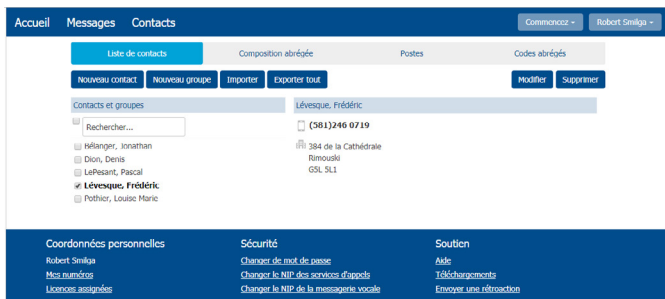 Accueil Messages Contacts Commencez Robert Smilga
Liste de contacts Composition abrégée Postes Codes abrégés
Nouveau contact Nouveau groupe Importer Exporter tout Modifier Supprimer
Contacts et groupes Lévesque, Frédéric
Rechercher... (581)246 0719
Bélanger, Jonathan 384 de la Cathédrale
Dion, Denis Rimouski
LePesant, Pascal G5L 5L1
Lévesque, Frédéric
Pothier, Louise Marie
Coordonnées personnelles Sécurité Soutien
Robert Smilga Changer de mot de passe Aide
Mes numéros Changer le NIP des services d'appels Téléchargements
Licences assignées Changer le NIP de la messagerie vocale Envoyer une rétroaction